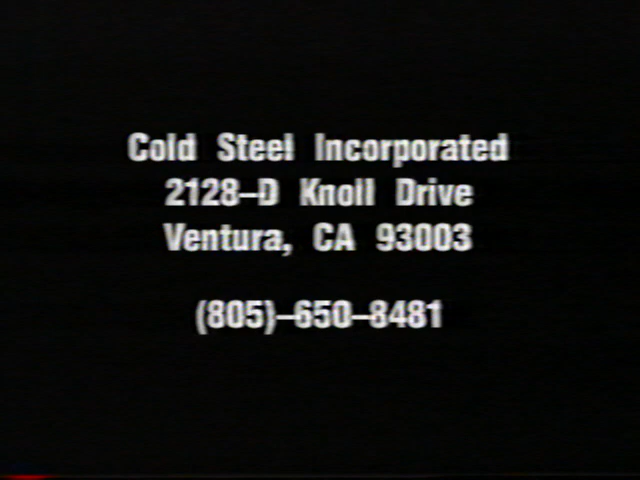 Cold Steel Incorporated
2128-D Knoll Drive
Ventura, CA 93003
(805)-650-8481